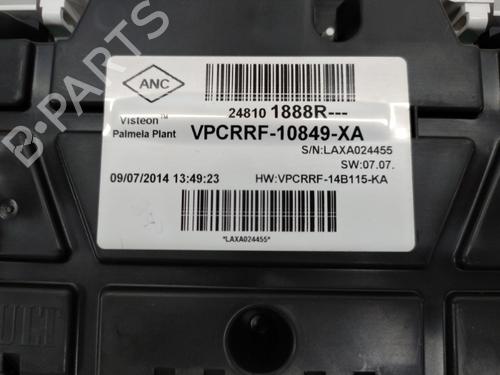 ANC
Visteon™
Palmela Plant
24810 1888R---
VPCRRF-10849-XA
S/N:LAXA024455
SW:07.07.
09/07/2014 13:49:23
HW:VPCRRF-14B115-KA
*LAXA024455*
B-PARTS